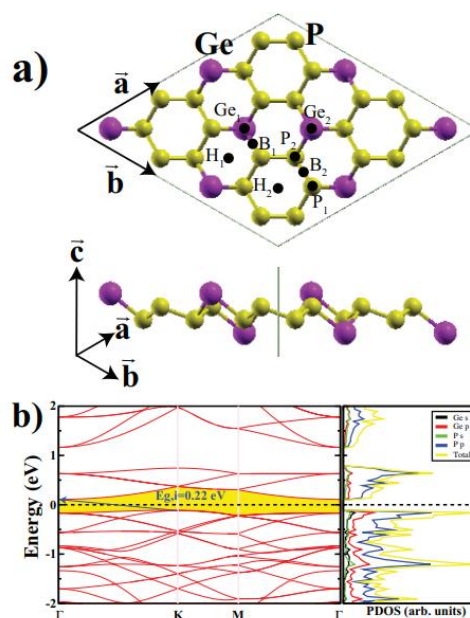 a)
Ge P
a⃗
b⃗
Ge₁ Ge₂
B₁ P₂
H₁ B₂
H₂ P₁
c⃗
a⃗
b⃗
b)
Energy (eV)
2
1
0
-1
-2
Eg,i=0.22 eV
Γ K M Γ
Ge s
Ge p
P s
P p
Total
PDOS (arb. units)